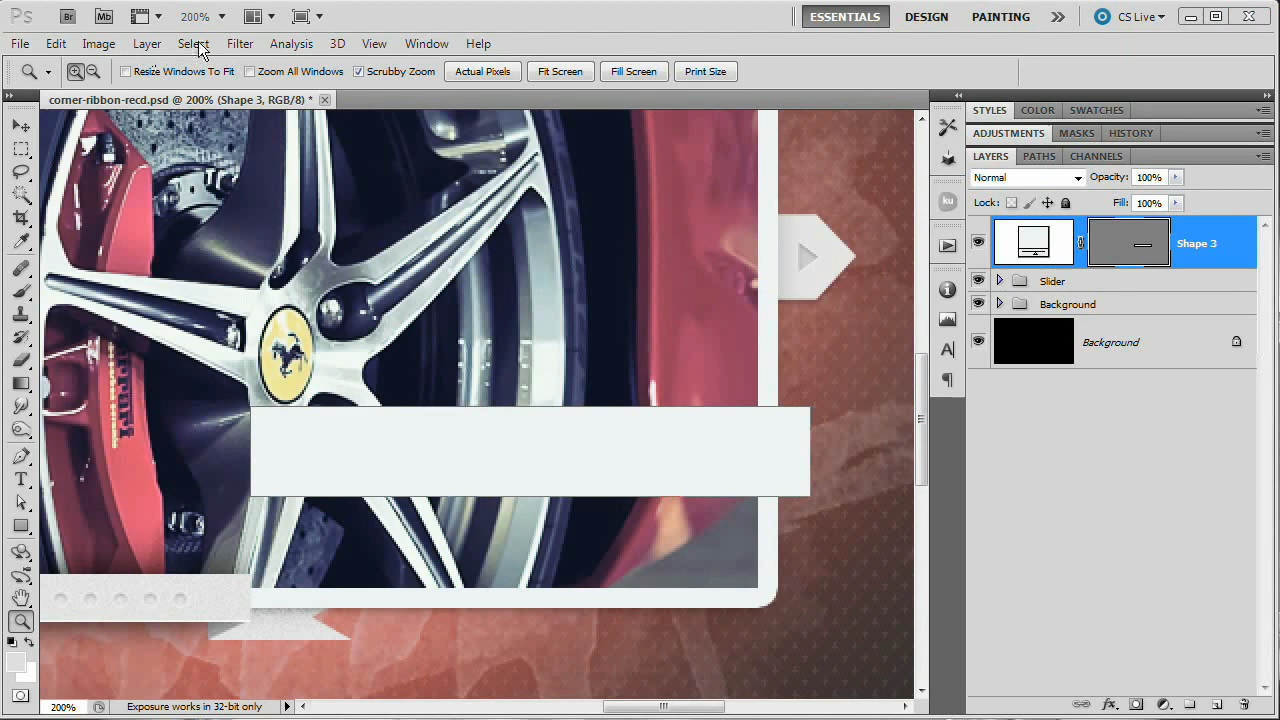 Ps Br Mb 200% ESSENTIALS DESIGN PAINTING CS Live
File Edit Image Layer Select Filter Analysis 3D View Window Help
Resize Windows To Fit Zoom All Windows Scrubby Zoom Actual Pixels Fit Screen Fill Screen Print Size
corner-ribbon-recd.psd @ 200% (Shape 3, RGB/8) *
STYLES COLOR SWATCHES
ADJUSTMENTS MASKS HISTORY
LAYERS PATHS CHANNELS
Normal Opacity: 100%
Lock: Fill: 100%
ku
Shape 3
Slider
Background
Background
200% Exposure works in 32-bit only